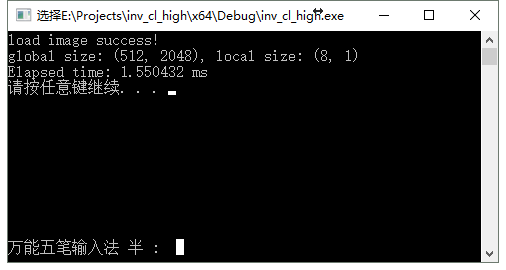 选择E:\Projects\inv_cl_high\x64\Debug\inv_cl_high.exe
load image success!
global size: (512, 2048), local size: (8, 1)
Elapsed time: 1.550432 ms
请按任意键继续. . .
万能五笔输入法 半 :